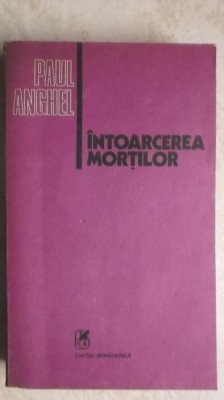 PAUL
ANGHEL
ÎNTOARCEREA
MORȚILOR
CARTEA ROMÂNEASCĂ